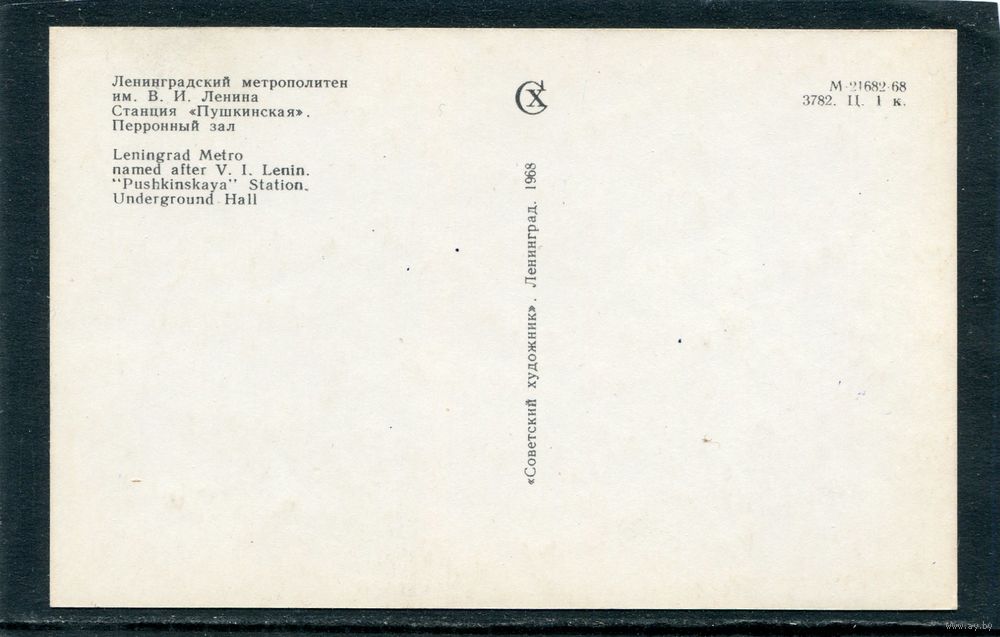 Ленинградский метрополитен
им. В. И. Ленина
Станция «Пушкинская».
Перронный зал
Leningrad Metro
named after V. I. Lenin.
"Pushkinskaya" Station.
Underground Hall
СХ
«Советский художник». Ленинград. 1968
М-21682-68
3782. Ц. 1 к.
www.ay.by